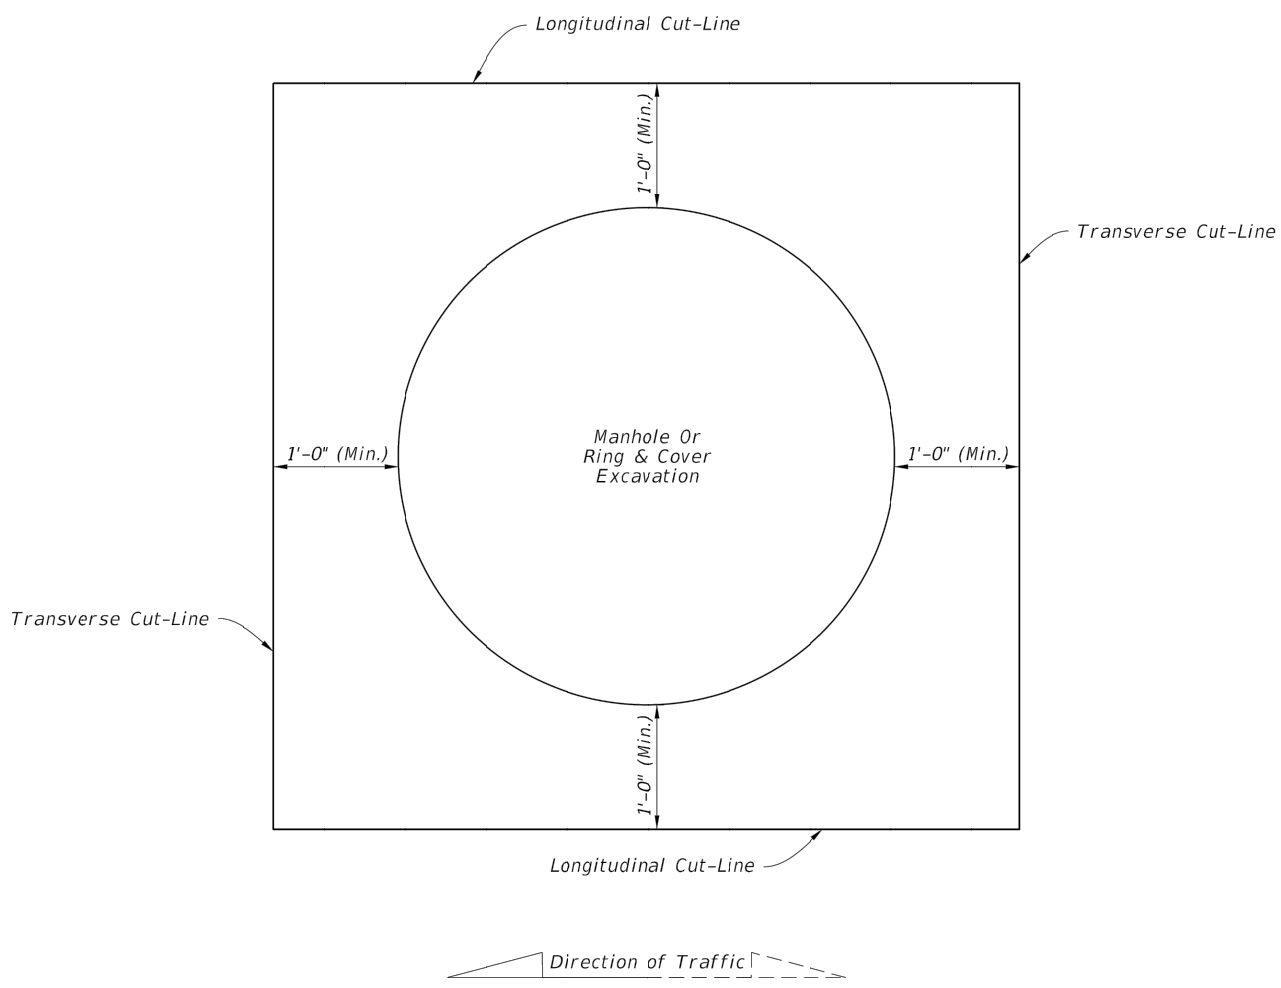 Longitudinal Cut-Line
1'-0" (Min.)
Transverse Cut-Line
Manhole Or
Ring & Cover
Excavation
1'-0" (Min.)
1'-0" (Min.)
Transverse Cut-Line
1'-0" (Min.)
Longitudinal Cut-Line
Direction of Traffic